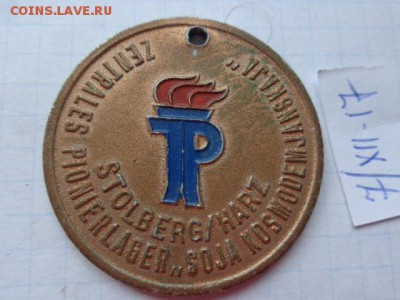 COINS.LAVE.RU
ZENTRALES PIONIERLAGER „SOJA KOSMODEMJANSKAJA"
TP
STOLBERG/HARZ
7/XII-17